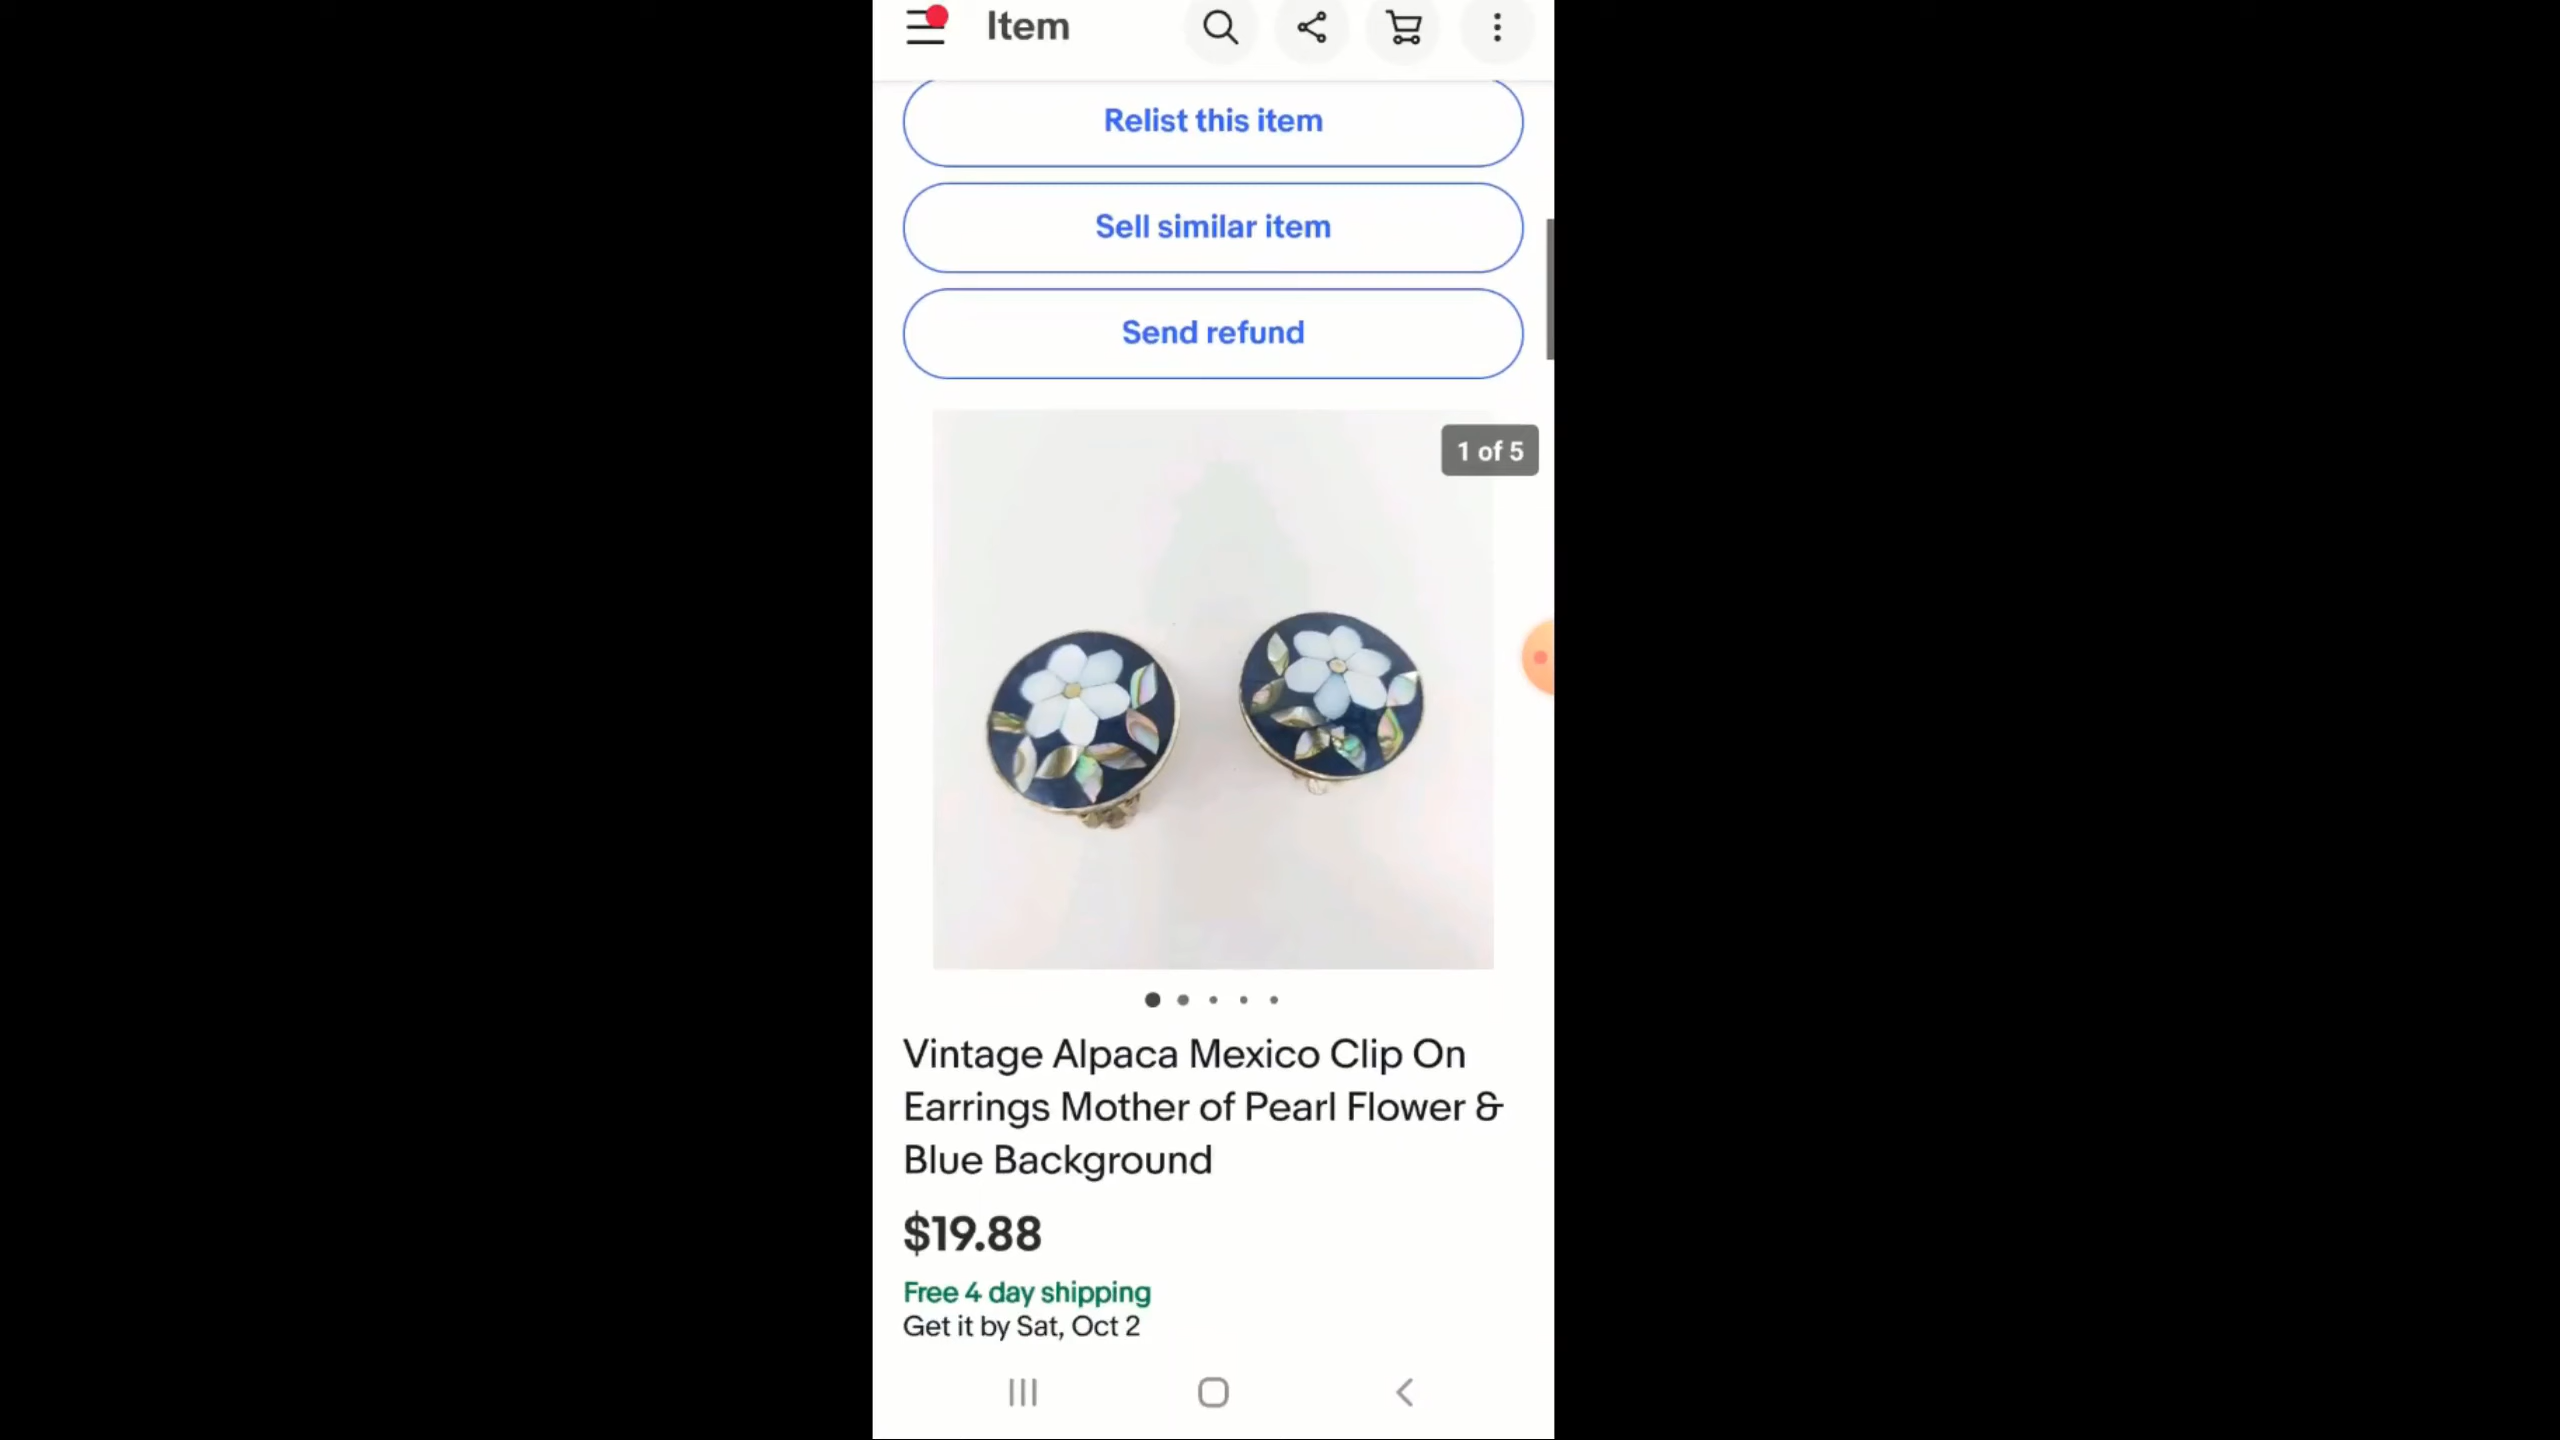 Item
Relist this item
Sell similar item
Send refund
1 of 5
Vintage Alpaca Mexico Clip On
Earrings Mother of Pearl Flower &
Blue Background
$19.88
Free 4 day shipping
Get it by Sat, Oct 2